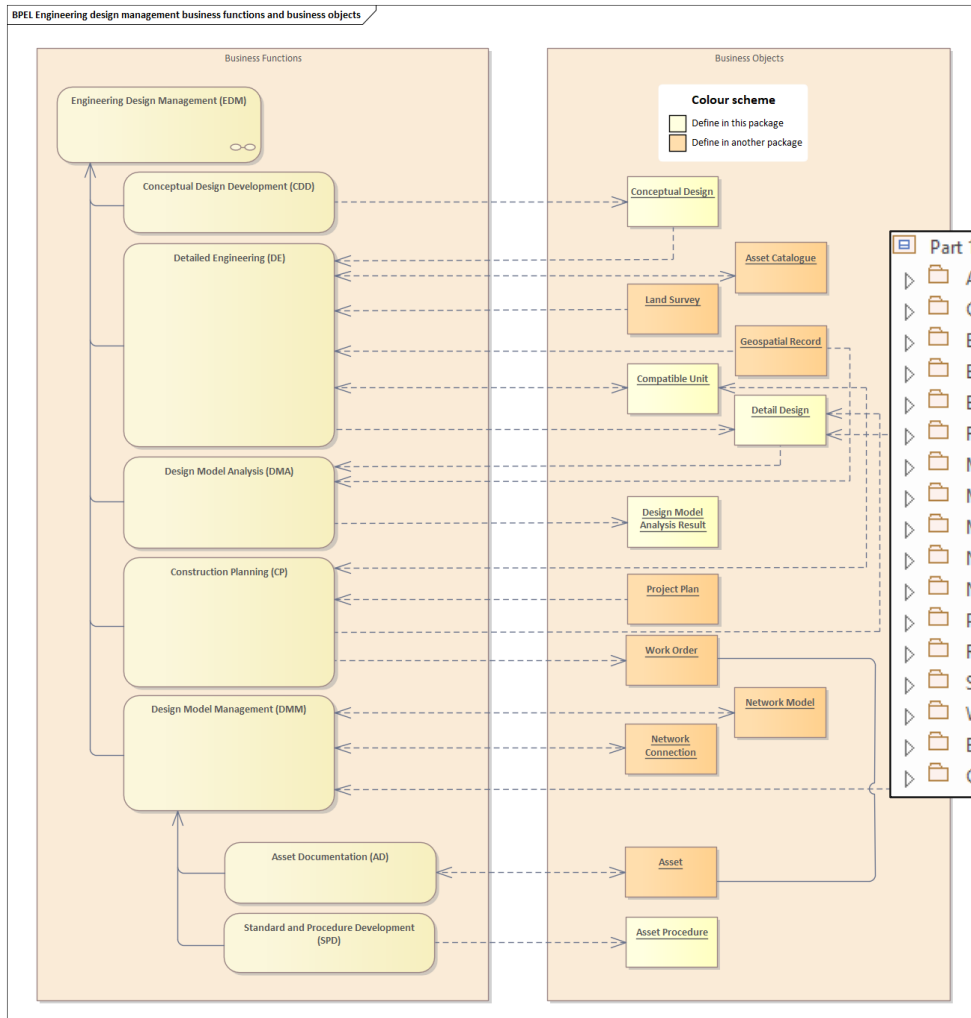 BPEL Engineering design management business functions and business objects
Business Functions
Engineering Design Management (EDM)
Conceptual Design Development (CDD)
Detailed Engineering (DE)
Design Model Analysis (DMA)
Construction Planning (CP)
Design Model Management (DMM)
Asset Documentation (AD)
Standard and Procedure Development
(SPD)
Business Objects
Colour scheme
Define in this package
Define in another package
Conceptual Design
Asset Catalogue
Land Survey
Geospatial Record
Compatible Unit
Detail Design
Design Model
Analysis Result
Project Plan
Work Order
Network Model
Network
Connection
Asset
Asset Procedure
Part